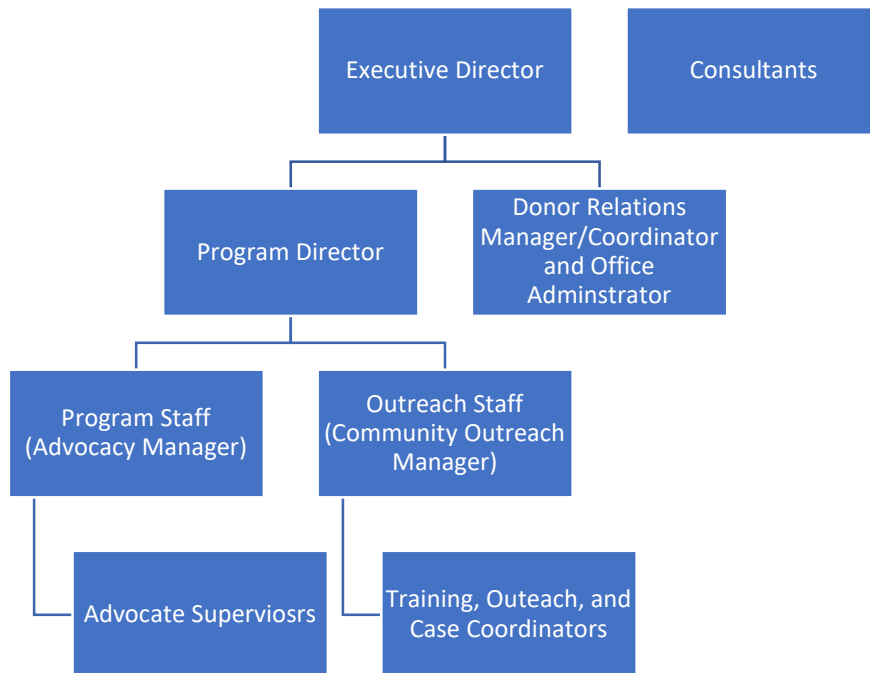 Executive Director
Consultants
Program Director
Donor Relations
Manager/Coordinator
and Office
Adminstrator
Program Staff
(Advocacy Manager)
Outreach Staff
(Community Outreach
Manager)
Advocate Superviosrs
Training, Outeach, and
Case Coordinators